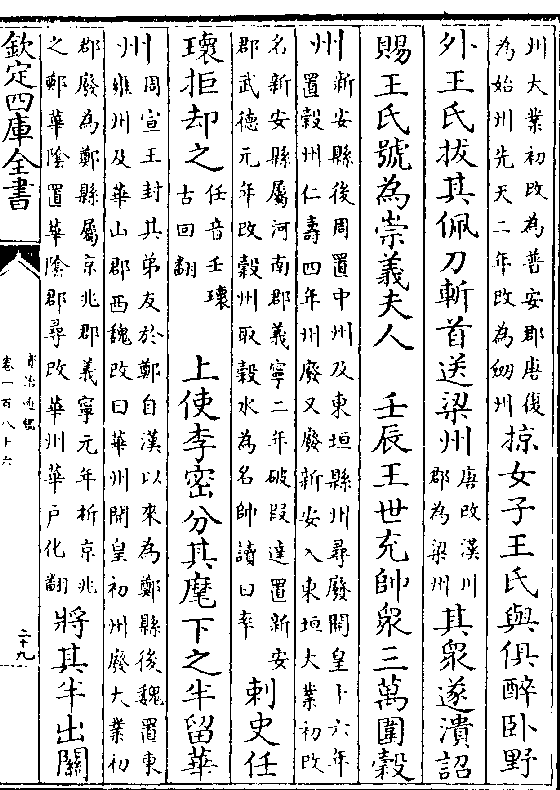 州大業初改為普安郡唐復
為始州先天二年改為劒州
掠女子王氏與俱醉卧野
外王氏拔其佩刀斬首送梁州
唐改漢川
郡為梁州
其衆遂潰詔
賜王氏號為崇義夫人 壬辰王世充帥衆三萬圍穀
州
新安縣後周置中州及東垣縣州尋廢開皇十六年
置穀州仁壽四年州廢又廢新安入東垣大業初改
名新安縣屬河南郡義寧二年破段達置新安
郡武德元年改穀州取穀水為名帥讀曰率
刺史任
瓌拒却之
任音壬瓌
古回翻
上使李密分其麾下之半留華
州
周宣王封其弟友於鄭自漢以來為鄭縣後魏置東
雍州及華山郡西魏改曰華州開皇初州廢大業初
郡廢為鄭縣屬京兆郡義寧元年析京兆
之鄭華陰置華陰郡尋改華州華戶化翻
將其半出關
欽定四庫全書
資治通鑑
卷一百八十六
二十九